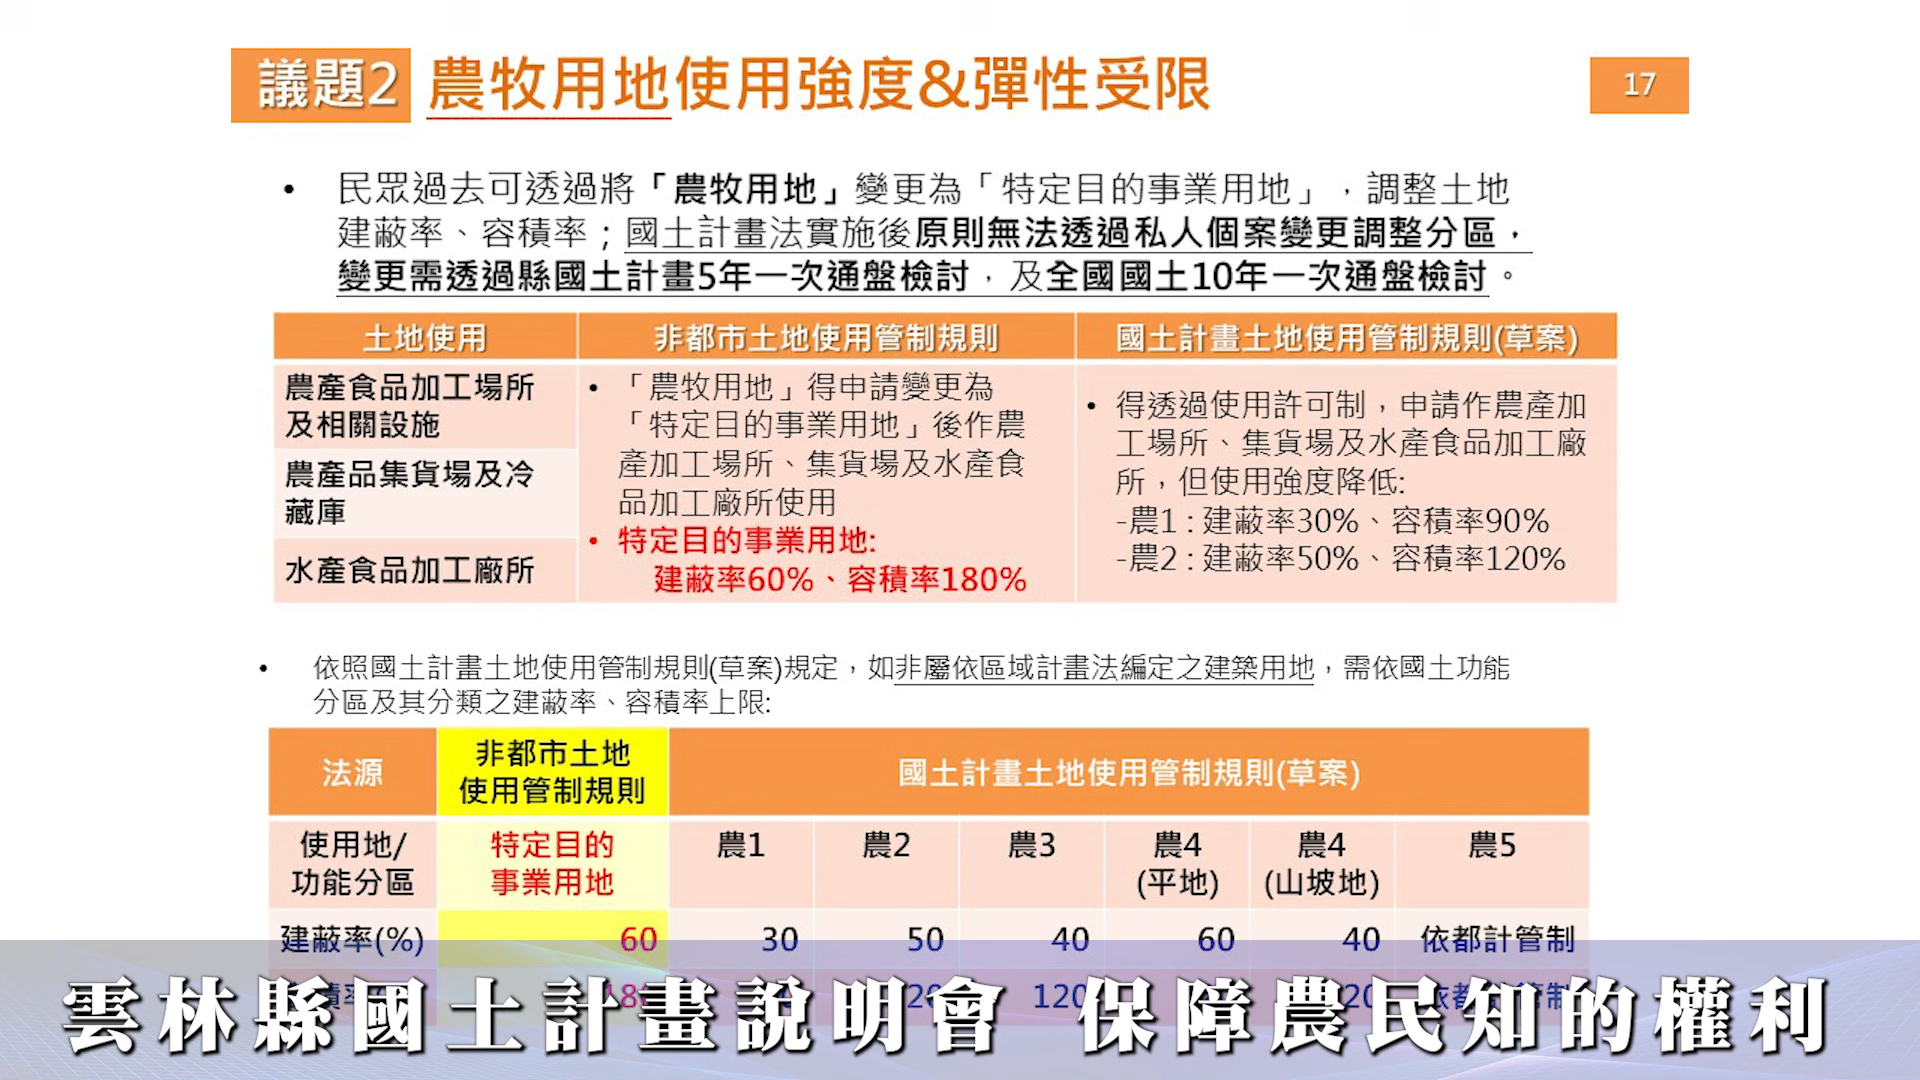 議題2 農牧用地使用強度&彈性受限
17
• 民眾過去可透過將「農牧用地」變更為「特定目的事業用地」，調整土地
建蔽率、容積率；國土計畫法實施後原則無法透過私人個案變更調整分區，
變更需透過縣國土計畫5年一次通盤檢討，及全國國土10年一次通盤檢討。
土地使用 非都市土地使用管制規則 國土計畫土地使用管制規則(草案)
農產食品加工場所
及相關設施
農產品集貨場及冷
藏庫
水產食品加工廠所
• 「農牧用地」得申請變更為
「特定目的事業用地」後作農
產加工場所、集貨場及水產食
品加工廠所使用
• 特定目的事業用地:
建蔽率60%、容積率180%
• 得透過使用許可制，申請作農產加
工場所、集貨場及水產食品加工廠
所，但使用強度降低:
-農1 : 建蔽率30%、容積率90%
-農2 : 建蔽率50%、容積率120%
• 依照國土計畫土地使用管制規則(草案)規定，如非屬依區域計畫法編定之建築用地，需依國土功能
分區及其分類之建蔽率、容積率上限:
法源
非都市土地
使用管制規則
國土計畫土地使用管制規則(草案)
使用地/
功能分區
特定目的
事業用地
農1
農2
農3
農4
(平地)
農4
(山坡地)
農5
建蔽率(%) 60 30 50 40 60 40 依都計管制
雲林縣國土計畫說明會 保障農民知的權利